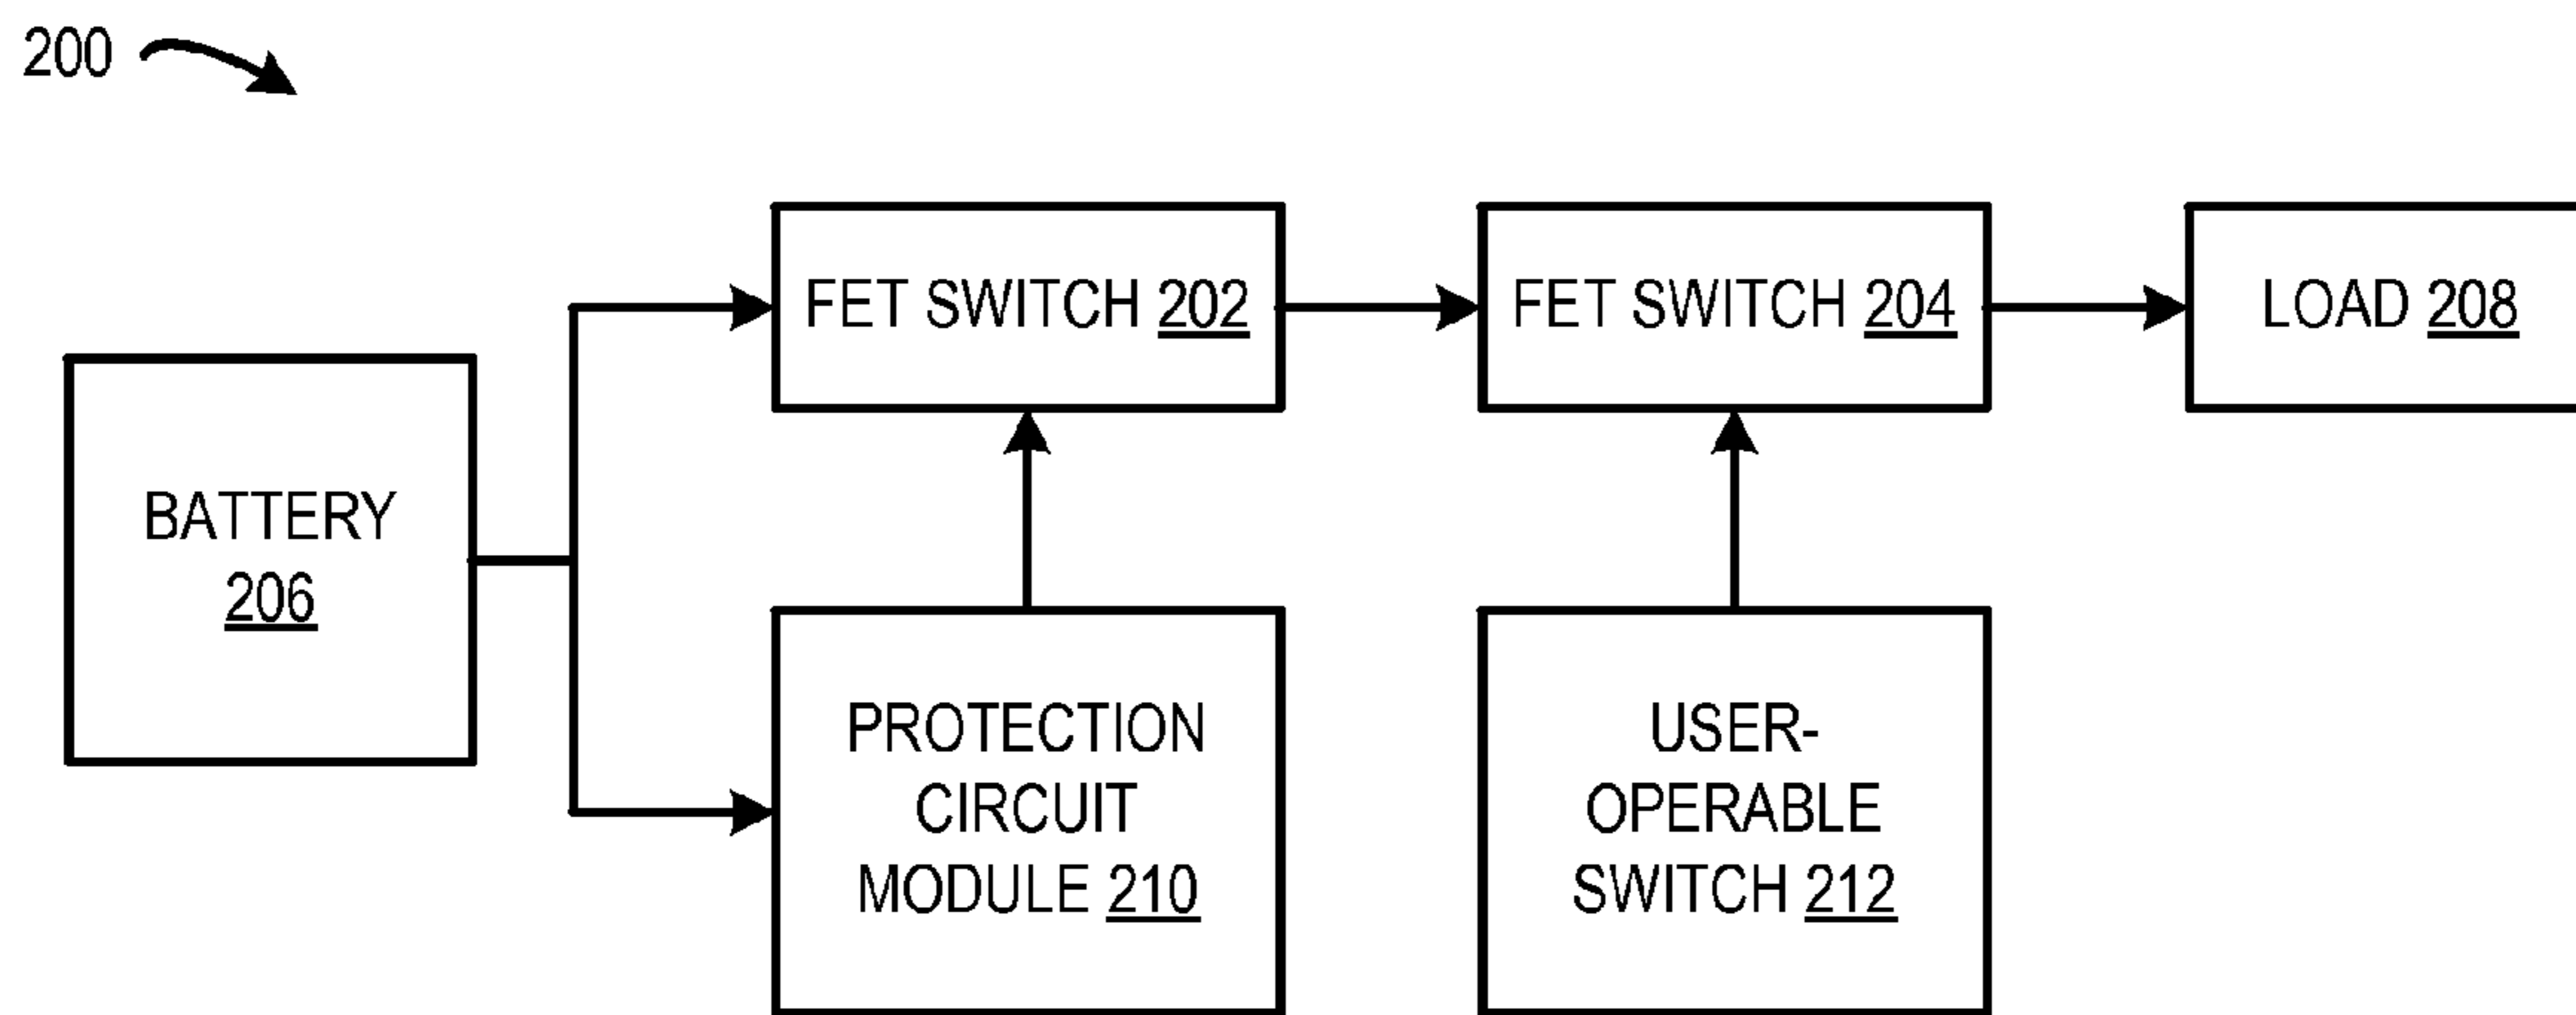 200
FET SWITCH 202
FET SWITCH 204
LOAD 208
BATTERY
206
PROTECTION
CIRCUIT
MODULE 210
USER-
OPERABLE
SWITCH 212